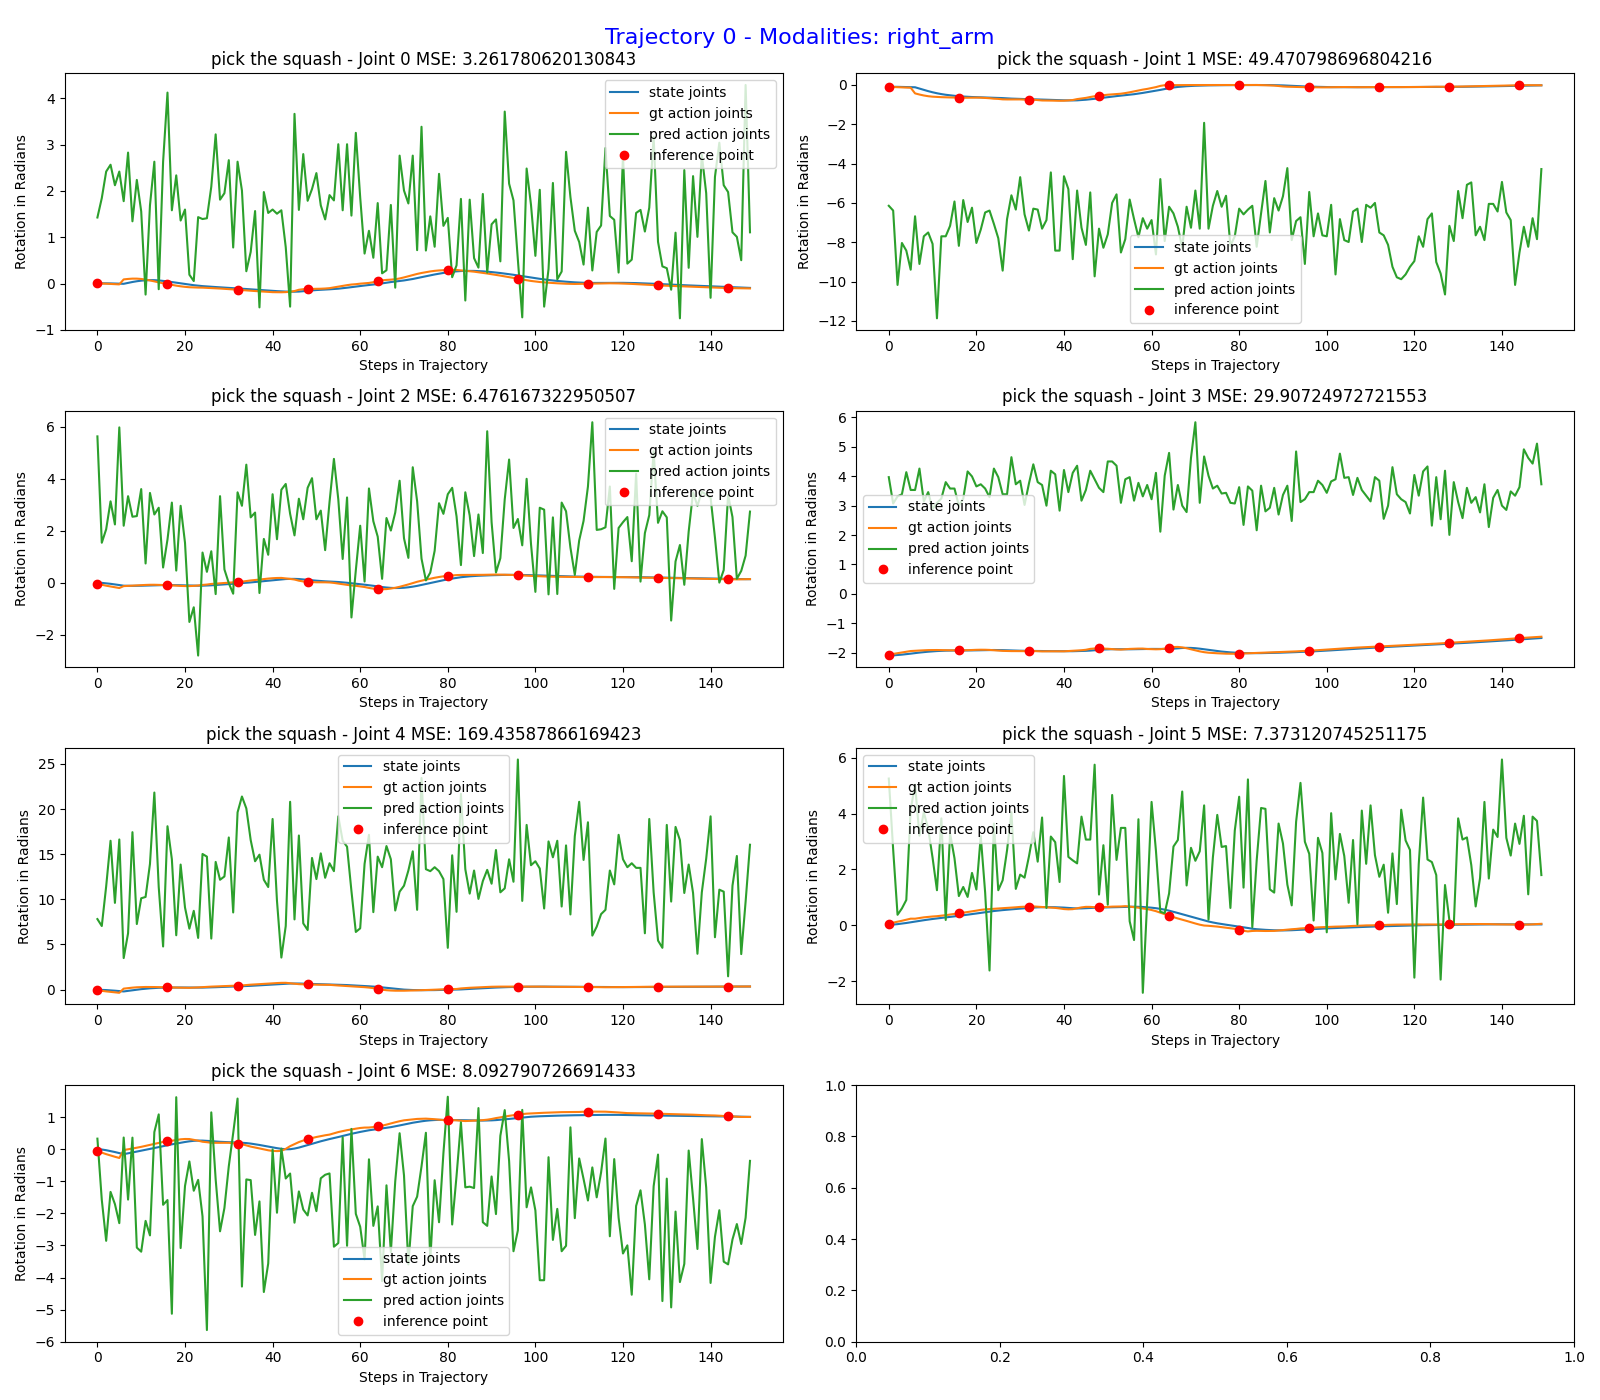 Trajectory 0 - Modalities: right_arm
pick the squash - Joint 0 MSE: 3.261780620130843
Rotation in Radians
4
3
2
1
0
−1
state joints
gt action joints
pred action joints
inference point
0 20 40 60 80 100 120 140
Steps in Trajectory
pick the squash - Joint 1 MSE: 49.470798696804216
Rotation in Radians
0
−2
−4
−6
−8
−10
−12
state joints
gt action joints
pred action joints
inference point
0 20 40 60 80 100 120 140
Steps in Trajectory
pick the squash - Joint 2 MSE: 6.476167322950507
Rotation in Radians
6
4
2
0
−2
state joints
gt action joints
pred action joints
inference point
0 20 40 60 80 100 120 140
Steps in Trajectory
pick the squash - Joint 3 MSE: 29.90724972721553
Rotation in Radians
6
5
4
3
2
1
0
−1
−2
state joints
gt action joints
pred action joints
inference point
0 20 40 60 80 100 120 140
Steps in Trajectory
pick the squash - Joint 4 MSE: 169.43587866169423
Rotation in Radians
25
20
15
10
5
0
state joints
gt action joints
pred action joints
inference point
0 20 40 60 80 100 120 140
Steps in Trajectory
pick the squash - Joint 5 MSE: 7.373120745251175
Rotation in Radians
6
4
2
0
−2
state joints
gt action joints
pred action joints
inference point
0 20 40 60 80 100 120 140
Steps in Trajectory
pick the squash - Joint 6 MSE: 8.092790726691433
Rotation in Radians
1
0
−1
−2
−3
−4
−5
−6
state joints
gt action joints
pred action joints
inference point
0 20 40 60 80 100 120 140
Steps in Trajectory
1.0
0.8
0.6
0.4
0.2
0.0
0.0 0.2 0.4 0.6 0.8 1.0